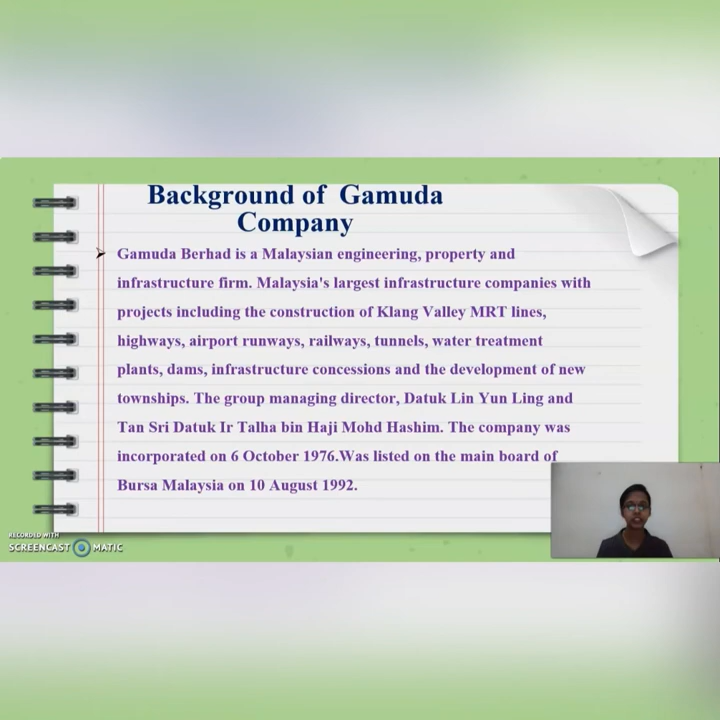 Background of Gamuda
Company
➤ Gamuda Berhad is a Malaysian engineering, property and
infrastructure firm. Malaysia's largest infrastructure companies with
projects including the construction of Klang Valley MRT lines,
highways, airport runways, railways, tunnels, water treatment
plants, dams, infrastructure concessions and the development of new
townships. The group managing director, Datuk Lin Yun Ling and
Tan Sri Datuk Ir Talha bin Haji Mohd Hashim. The company was
incorporated on 6 October 1976.Was listed on the main board of
Bursa Malaysia on 10 August 1992.
RECORDED WITH
SCREENCAST MATIC